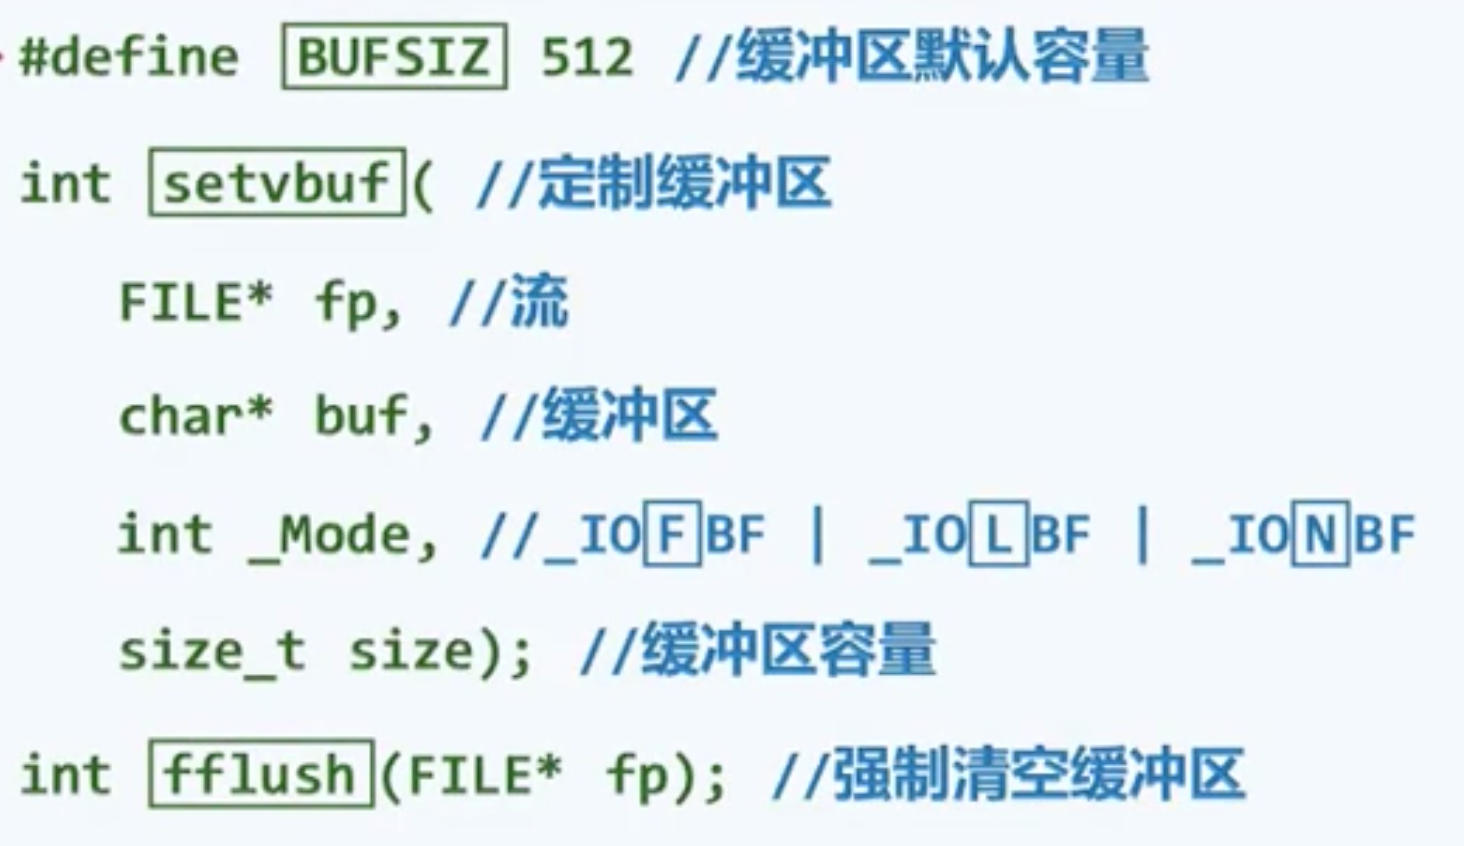 #define BUFSIZ 512 //缓冲区默认容量
int setvbuf( //定制缓冲区
FILE* fp, //流
char* buf, //缓冲区
int _Mode, //_IOFBF | _IOLBF | _IONBF
size_t size); //缓冲区容量
int fflush(FILE* fp); //强制清空缓冲区